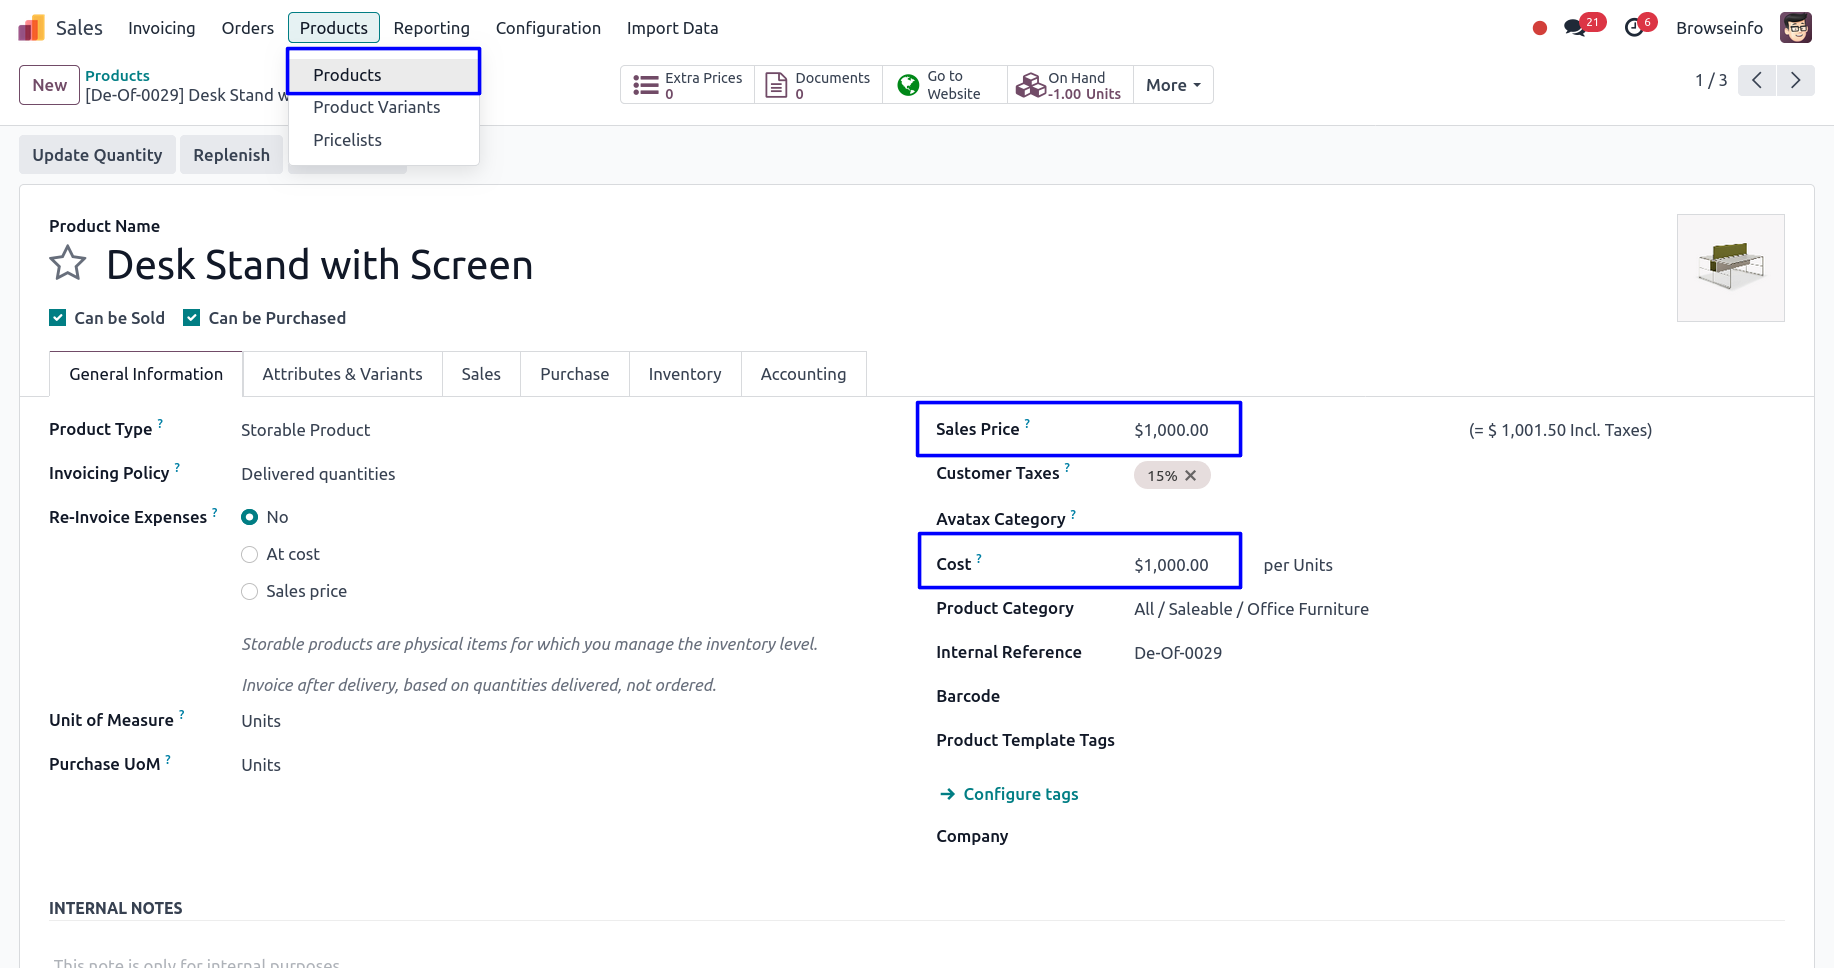 Sales Invoicing Orders Products Reporting Configuration Import Data 21 6 Browseinfo
New Products
[De-Of-0029] Desk Stand w
Products
Product Variants
Pricelists
Extra Prices
0
Documents
0
Go to
Website
On Hand
-1.00 Units
More
1 / 3
Update Quantity Replenish
Product Name
Desk Stand with Screen
Can be Sold Can be Purchased
General Information Attributes & Variants Sales Purchase Inventory Accounting
Product Type ? Storable Product
Invoicing Policy ? Delivered quantities
Re-Invoice Expenses ? No
At cost
Sales price
Storable products are physical items for which you manage the inventory level.
Invoice after delivery, based on quantities delivered, not ordered.
Unit of Measure ? Units
Purchase UoM ? Units
Sales Price ? $1,000.00 (= $ 1,001.50 Incl. Taxes)
Customer Taxes ? 15%
Avatax Category ?
Cost ? $1,000.00 per Units
Product Category All / Saleable / Office Furniture
Internal Reference De-Of-0029
Barcode
Product Template Tags
Configure tags
Company
INTERNAL NOTES
This note is only for internal purposes.